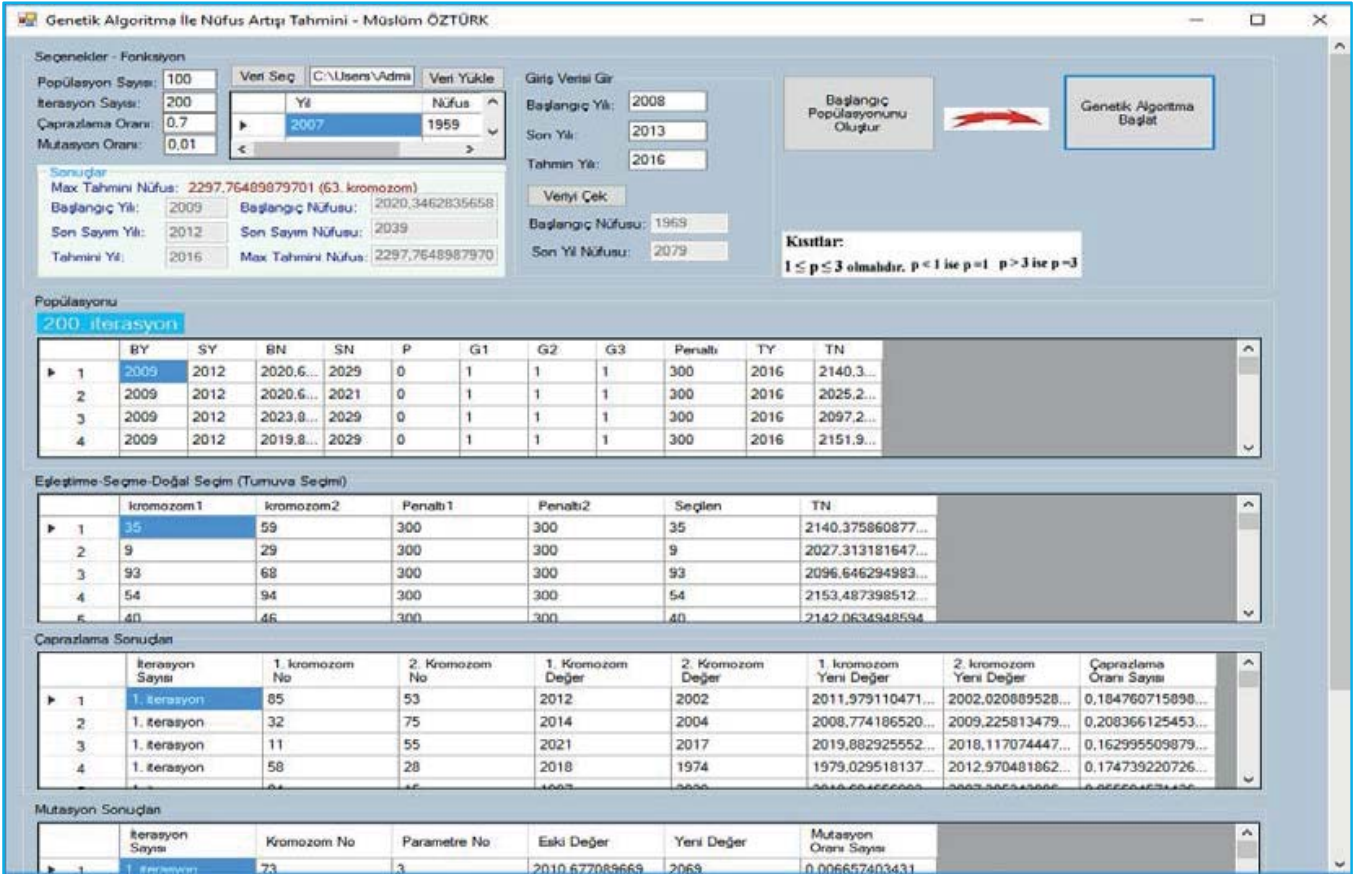 Genetik Algoritma İle Nüfus Artışı Tahmini - Müslüm ÖZTÜRK
Seçenekler - Fonksiyon
Popülasyon Sayısı: 100
İterasyon Sayısı: 200
Çaprazlama Oranı: 0.7
Mutasyon Oranı: 0,01
Veri Seç C:\Users\Admi Veri Yükle
Yıl Nüfus
2007 1959
Giriş Verisi Gir
Başlangıç Yılı: 2008
Son Yılı: 2013
Tahmin Yılı: 2016
Veriyi Çek
Başlangıç Nüfusu: 1969
Son Yıl Nüfusu: 2079
Başlangıç
Popülasyonunu
Oluştur
Genetik Algoritma
Başlat
Kısıtlar:
1 ≤ p ≤ 3 olmalıdır. p < 1 ise p =1 p > 3 ise p =3
Sonuçlar
Max Tahmini Nüfus: 2297,76489879701 (63. kromozom)
Başlangıç Yılı: 2009 Başlangıç Nüfusu: 2020,3462835658
Son Sayım Yılı: 2012 Son Sayım Nüfusu: 2039
Tahmini Yıl: 2016 Max Tahmini Nüfus: 2297,7648987970
Popülasyonu
200. iterasyon
BY SY BN SN P G1 G2 G3 Penaltı TY TN
1 2009 2012 2020,6... 2029 0 1 1 1 300 2016 2140,3...
2 2009 2012 2020,6... 2021 0 1 1 1 300 2016 2025,2...
3 2009 2012 2023,8... 2029 0 1 1 1 300 2016 2097,2...
4 2009 2012 2019,8... 2029 0 1 1 1 300 2016 2151,9...
Eşleştirme-Seçme-Doğal Seçim (Turnuva Seçimi)
kromozom1 kromozom2 Penaltı1 Penaltı2 Seçilen TN
1 35 59 300 300 35 2140,375860877...
2 9 29 300 300 9 2027,313181647...
3 93 68 300 300 93 2096,646294983...
4 54 94 300 300 54 2153,487398512...
5 40 46 300 300 40 2142,0634948594
Çaprazlama Sonuçları
İterasyon Sayısı 1. kromozom No 2. Kromozom No 1. Kromozom Değer 2. Kromozom Değer 1. kromozom Yeni Değer 2. kromozom Yeni Değer Çaprazlama Oranı Sayısı
1 1. iterasyon 85 53 2012 2002 2011,979110471... 2002,020889528... 0,184760715898...
2 1. iterasyon 32 75 2014 2004 2008,774186520... 2009,225813479... 0,208366125453...
3 1. iterasyon 11 55 2021 2017 2019,882925552... 2018,117074447... 0,162995509879...
4 1. iterasyon 58 28 2018 1974 1979,029518137... 2012,970481862... 0,174739220726...
Mutasyon Sonuçları
İterasyon Sayısı Kromozom No Parametre No Eski Değer Yeni Değer Mutasyon Oranı Sayısı
1 1. iterasyon 73 3 2010,677089669 2069 0,006657403431